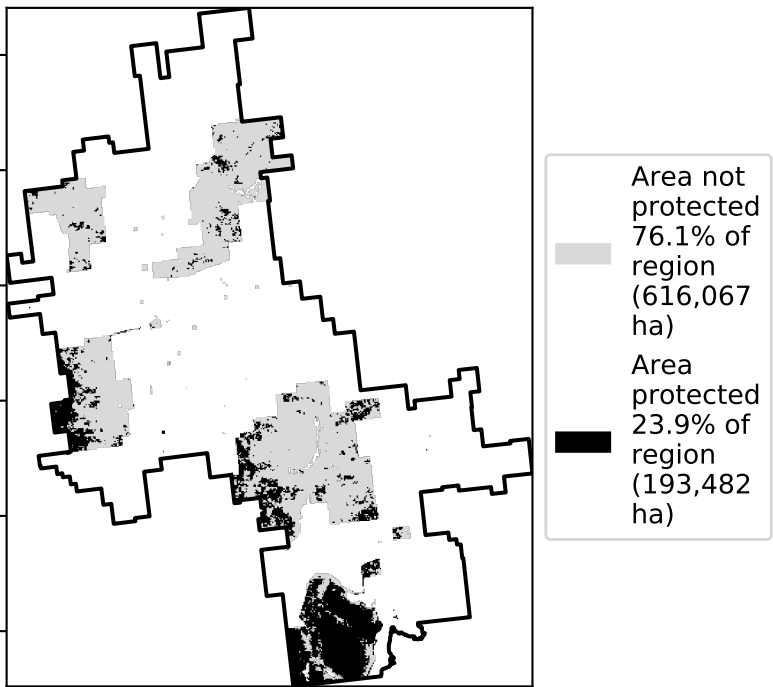 Area not
protected
76.1% of
region
(616,067
ha)
Area
protected
23.9% of
region
(193,482
ha)